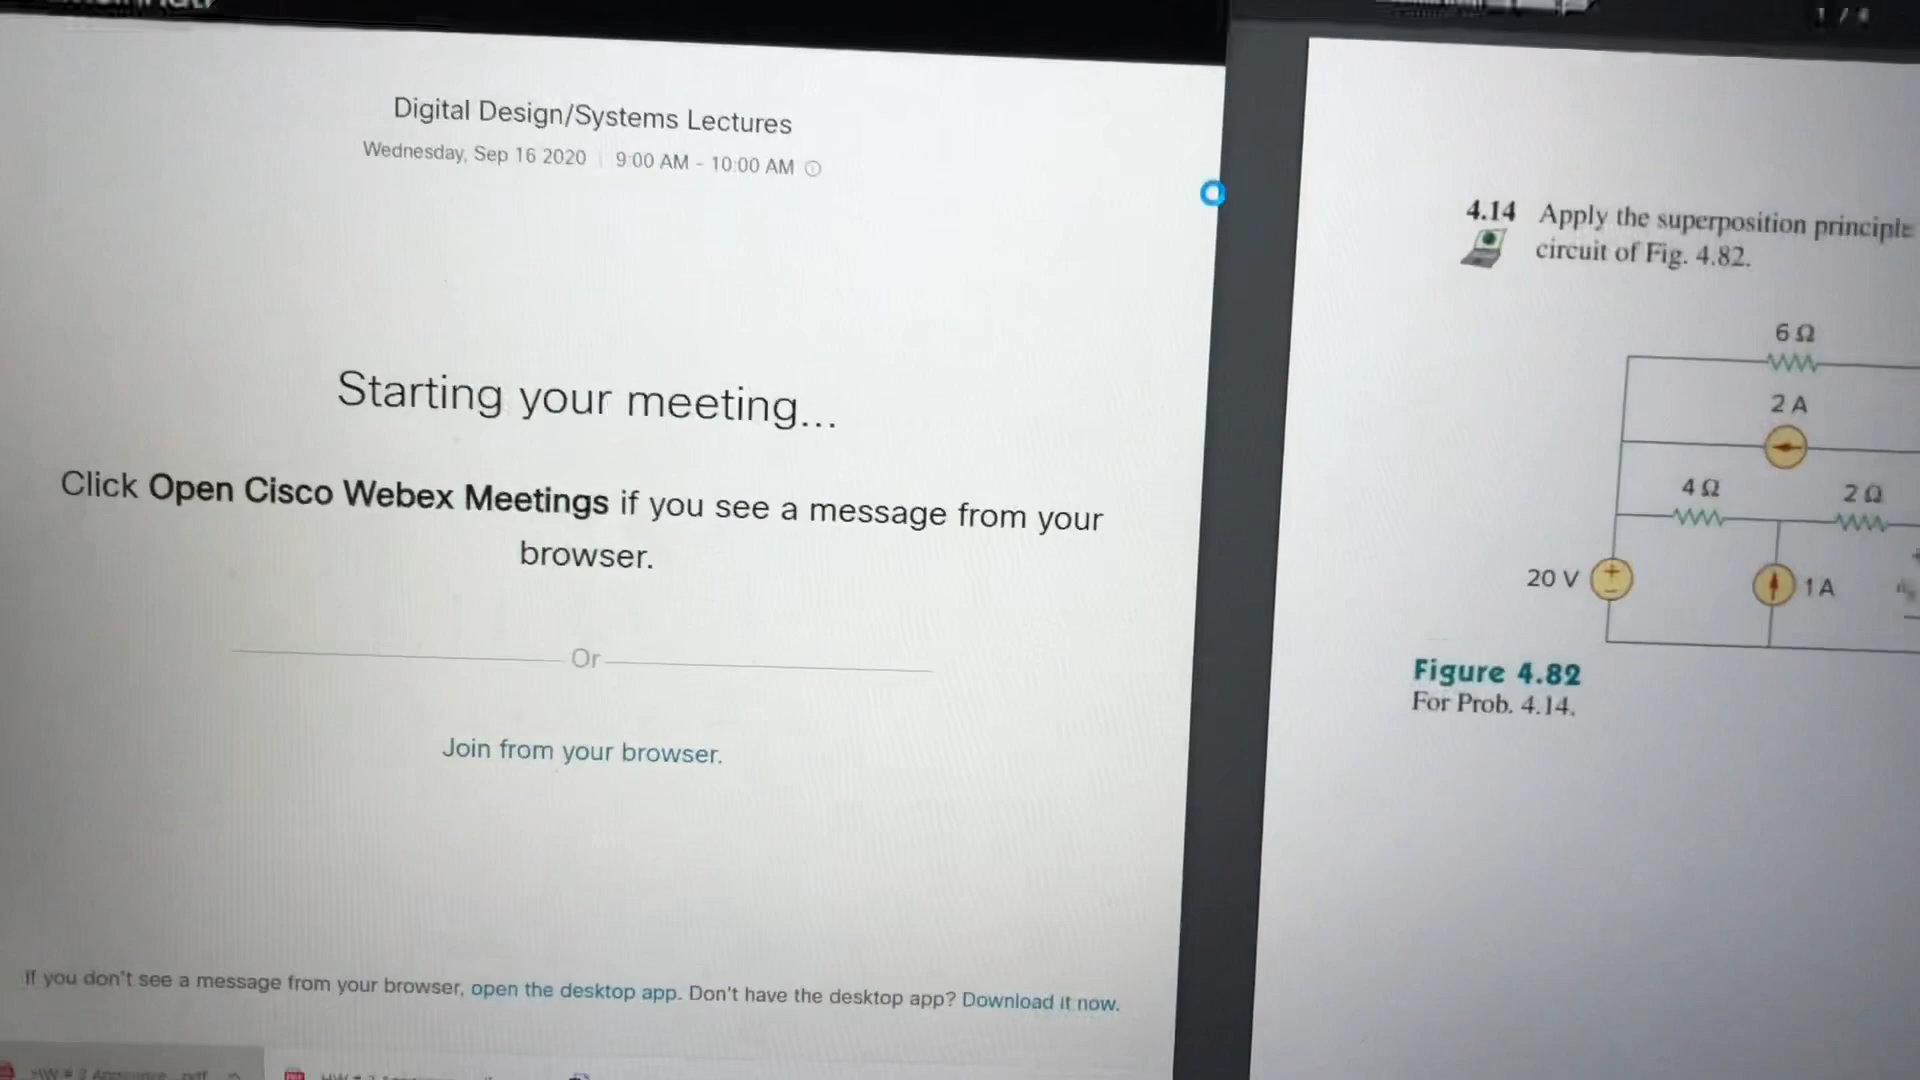 Digital Design/Systems Lectures
Wednesday, Sep 16 2020 | 9:00 AM - 10:00 AM
Starting your meeting...
Click Open Cisco Webex Meetings if you see a message from your
browser.
Or
Join from your browser.
If you don't see a message from your browser, open the desktop app. Don't have the desktop app? Download it now.
4.14 Apply the superposition principle
circuit of Fig. 4.82.
6 Ω
2 A
4 Ω
2 Ω
20 V
+
−
1 A
Figure 4.82
For Prob. 4.14.